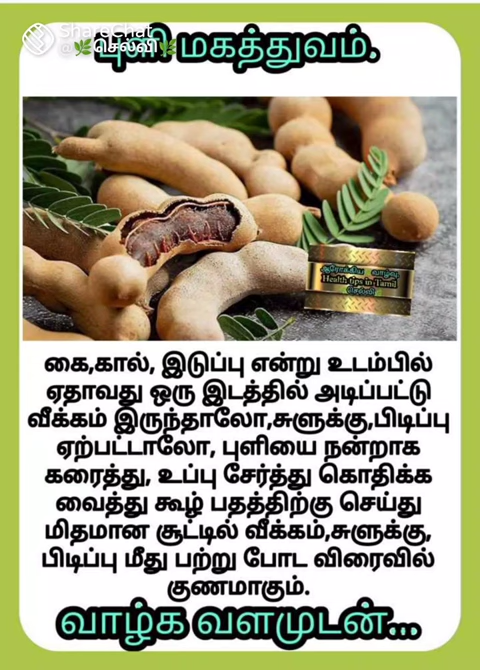 ShareChat
@🌿செல்வி🌿
புளி மகத்துவம்.
ஆரோக்கிய வாழ்வு
Health tips in Tamil
செல்வி
கை,கால், இடுப்பு என்று உடம்பில்
ஏதாவது ஒரு இடத்தில் அடிப்பட்டு
வீக்கம் இருந்தாலோ,சுளுக்கு,பிடிப்பு
ஏற்பட்டாலோ, புளியை நன்றாக
கரைத்து, உப்பு சேர்த்து கொதிக்க
வைத்து கூழ் பதத்திற்கு செய்து
மிதமான சூட்டில் வீக்கம்,சுளுக்கு,
பிடிப்பு மீது பற்று போட விரைவில்
குணமாகும்.
வாழ்க வளமுடன்...